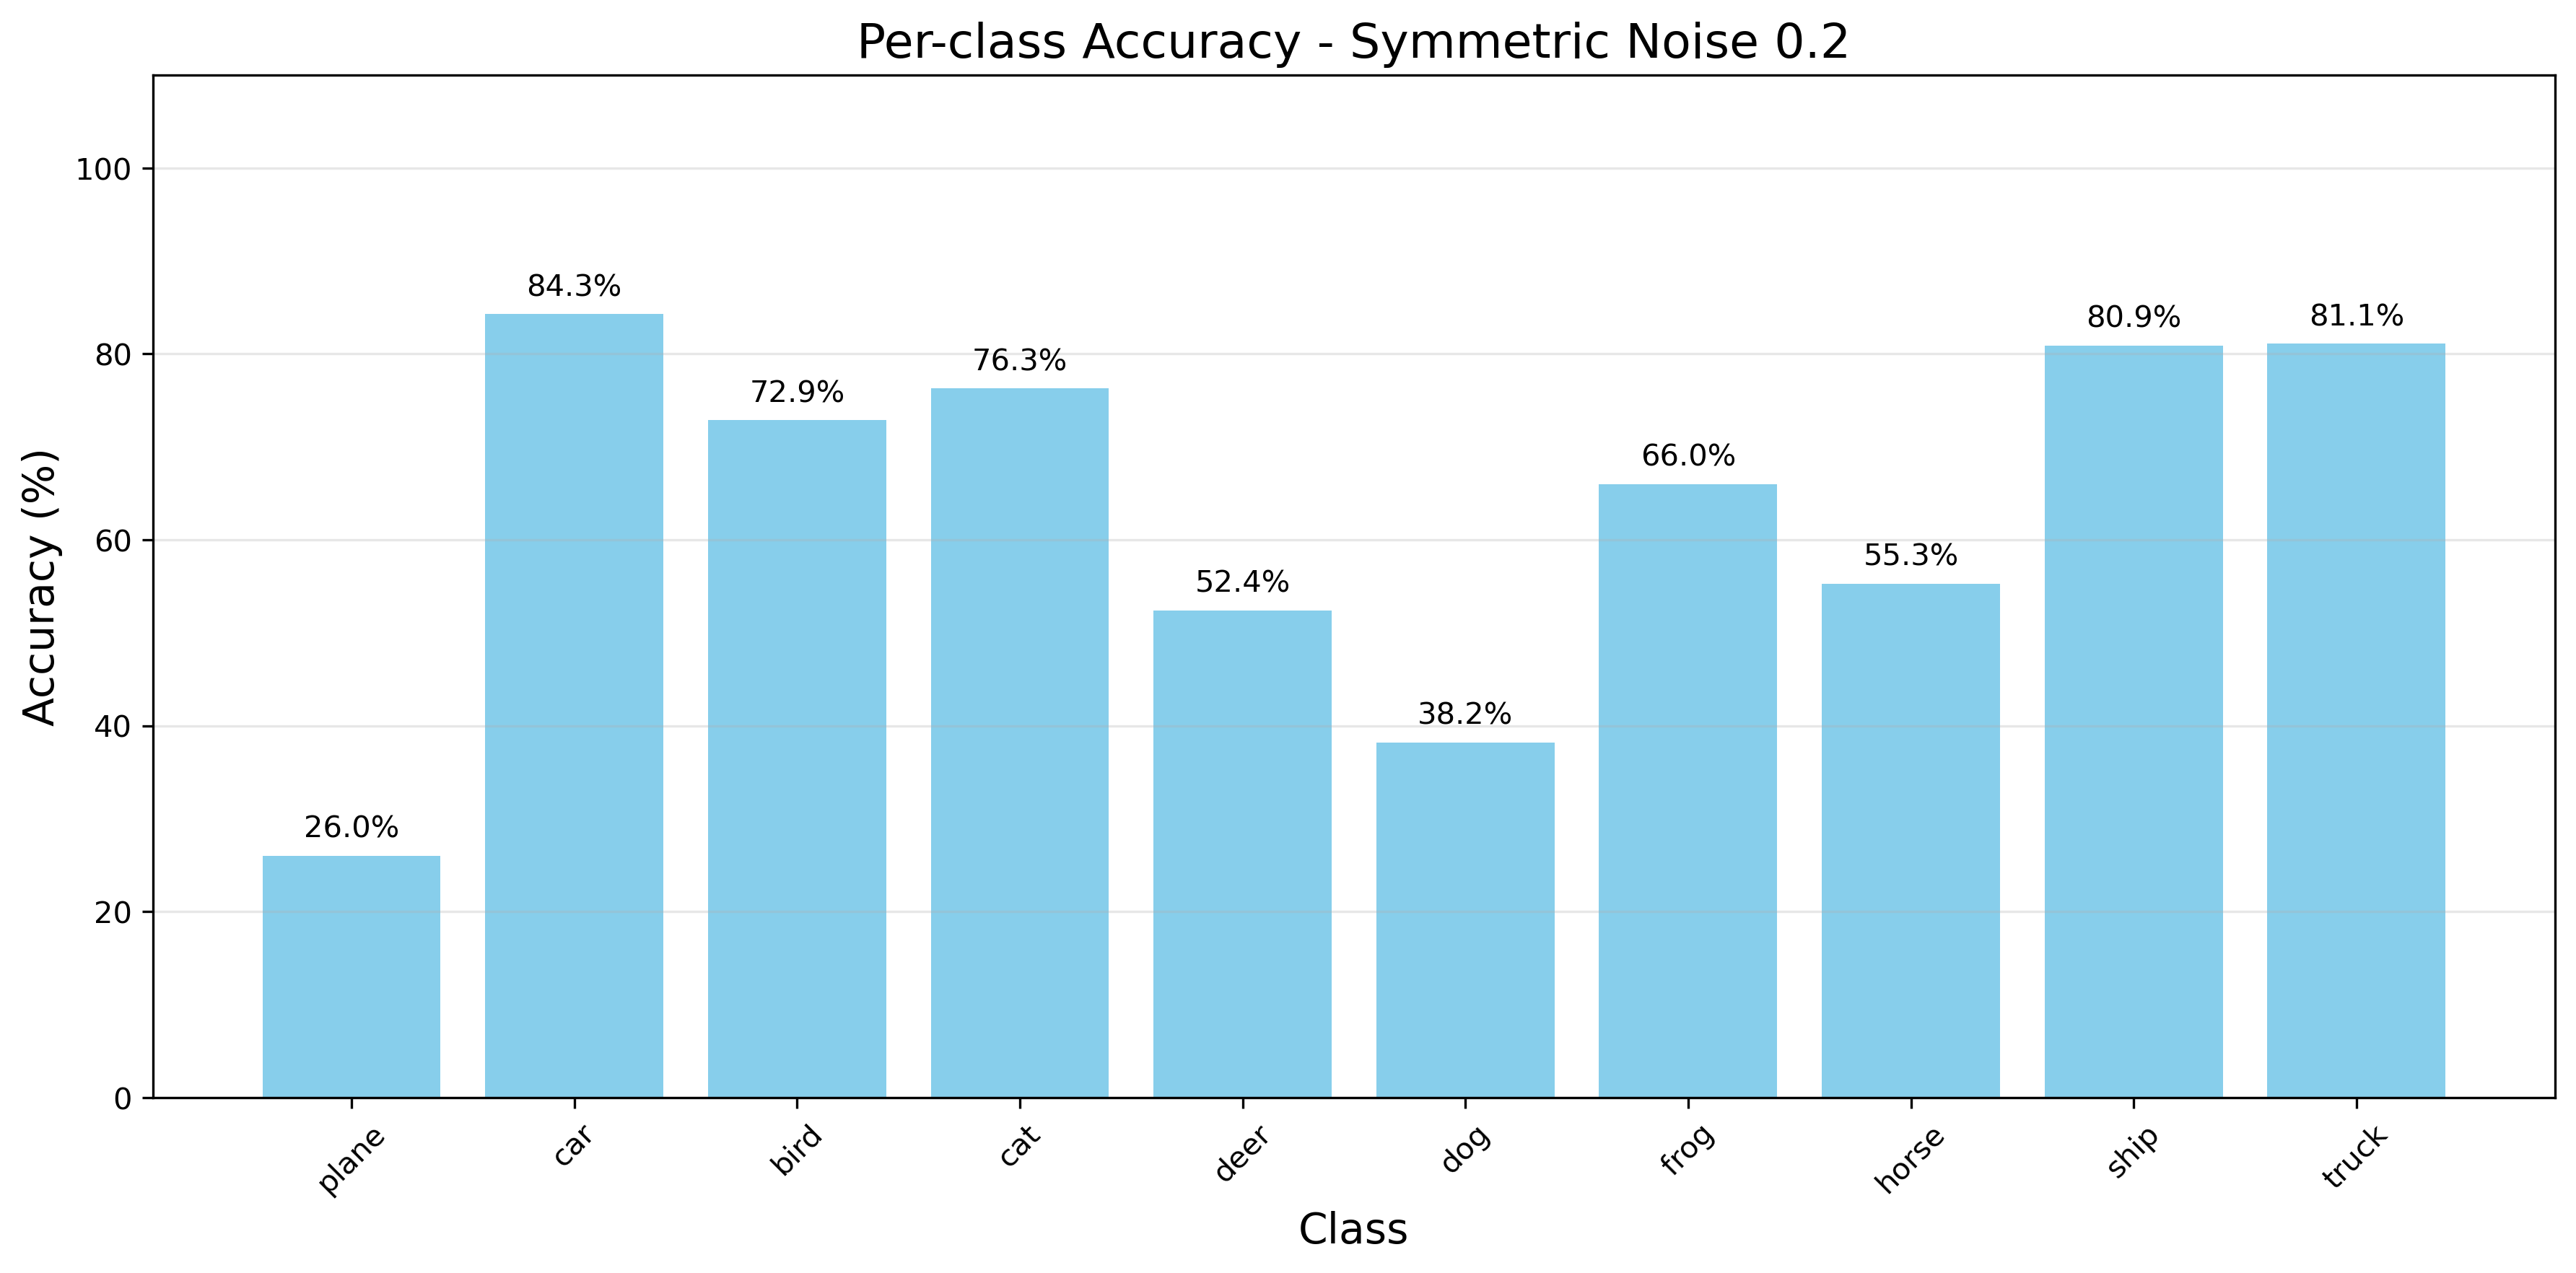 Per-class Accuracy - Symmetric Noise 0.2
Accuracy (%)
100
80
60
40
20
0
26.0%
84.3%
72.9%
76.3%
52.4%
38.2%
66.0%
55.3%
80.9%
81.1%
plane
car
bird
cat
deer
dog
frog
horse
ship
truck
Class